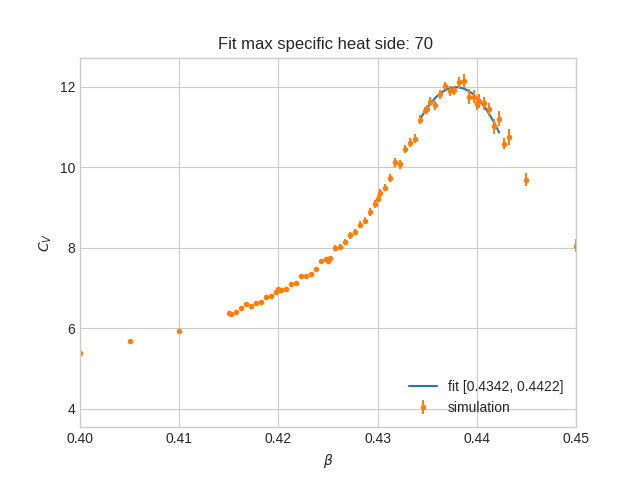 Fit max specific heat side: 70
12
10
8
6
4
C_V
0.40
0.41
0.42
0.43
0.44
0.45
β
fit [0.4342, 0.4422]
simulation